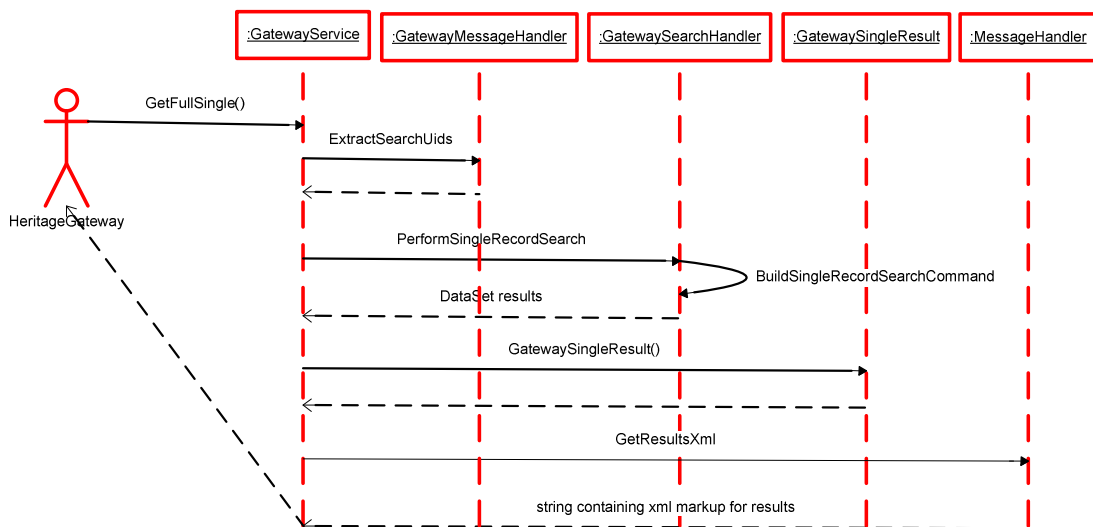 :GatewayService
:GatewayMessageHandler
:GatewaySearchHandler
:GatewaySingleResult
:MessageHandler
GetFullSingle()
ExtractSearchUids
HeritageGateway
PerformSingleRecordSearch
BuildSingleRecordSearchCommand
DataSet results
GatewaySingleResult()
GetResultsXml
string containing xml markup for results